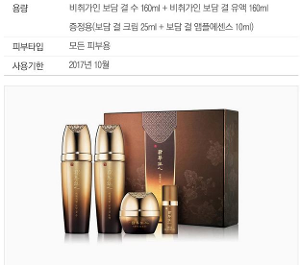 용량 비취가인 보담 결 수 160ml + 비취가인 보담 결 유액 160ml
증정용(보담 결 크림 25ml + 보담 결 앰플에센스 10ml)
피부타입 모든 피부용
사용기한 2017년 10월